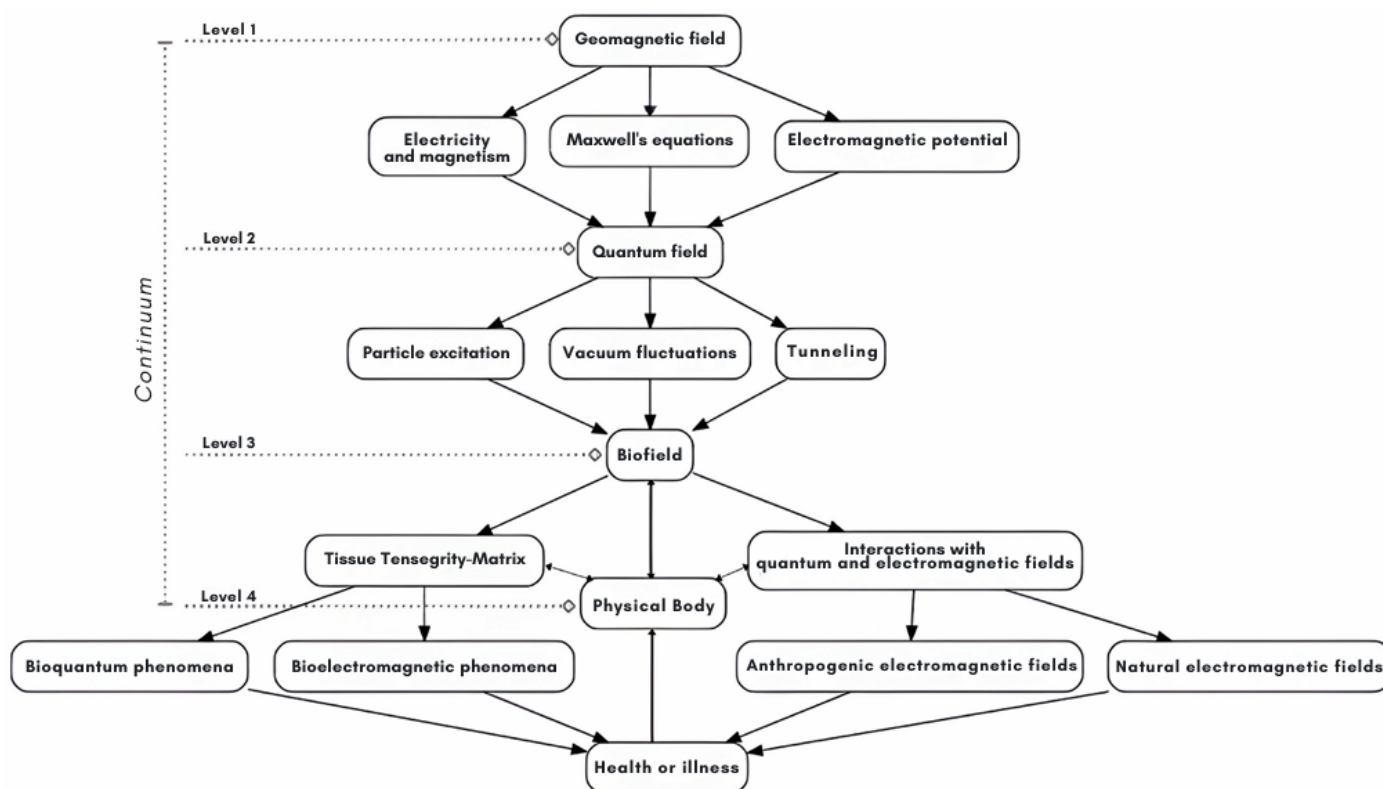 Level 1
Geomagnetic field
Electricity
and magnetism
Maxwell's equations
Electromagnetic potential
Level 2
Quantum field
Continuum
Particle excitation
Vacuum fluctuations
Tunneling
Level 3
Biofield
Tissue Tensegrity-Matrix
Interactions with
quantum and electromagnetic fields
Level 4
Physical Body
Bioquantum phenomena
Bioelectromagnetic phenomena
Anthropogenic electromagnetic fields
Natural electromagnetic fields
Health or illness